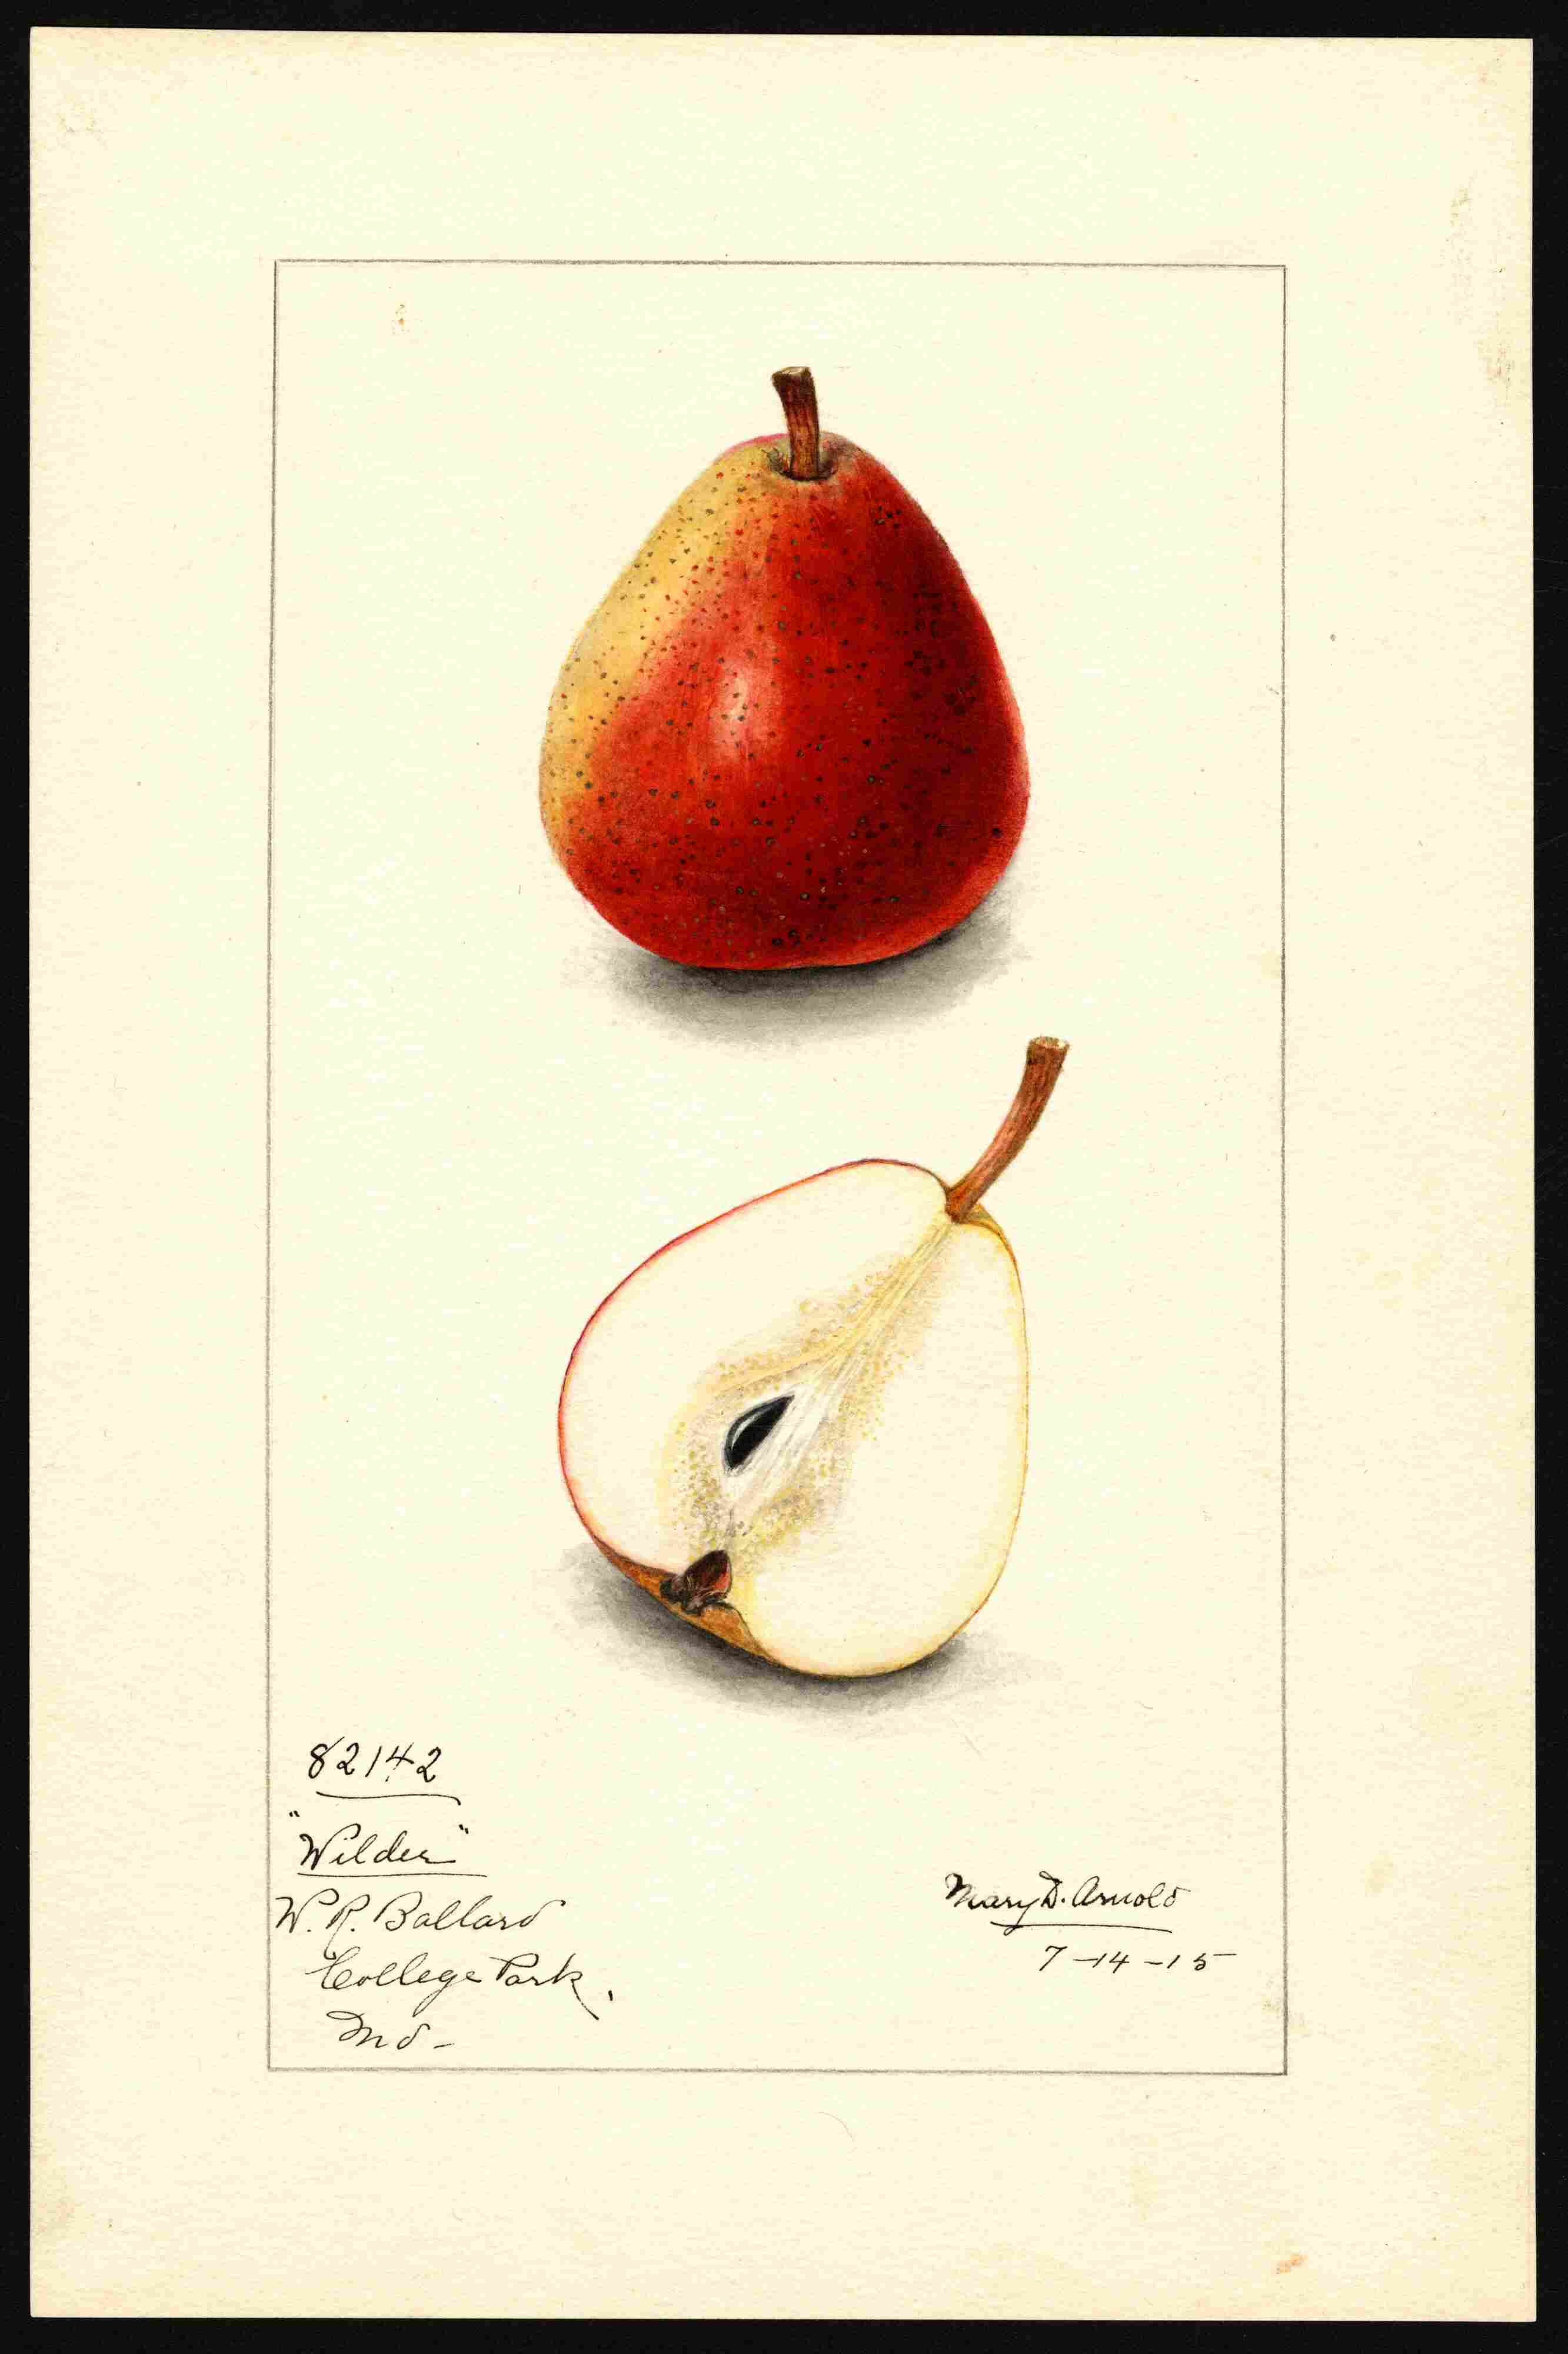 82142
"Wilder"
W. R. Ballard
College Park.
Md-
Mary D. Arnold
7-14-15